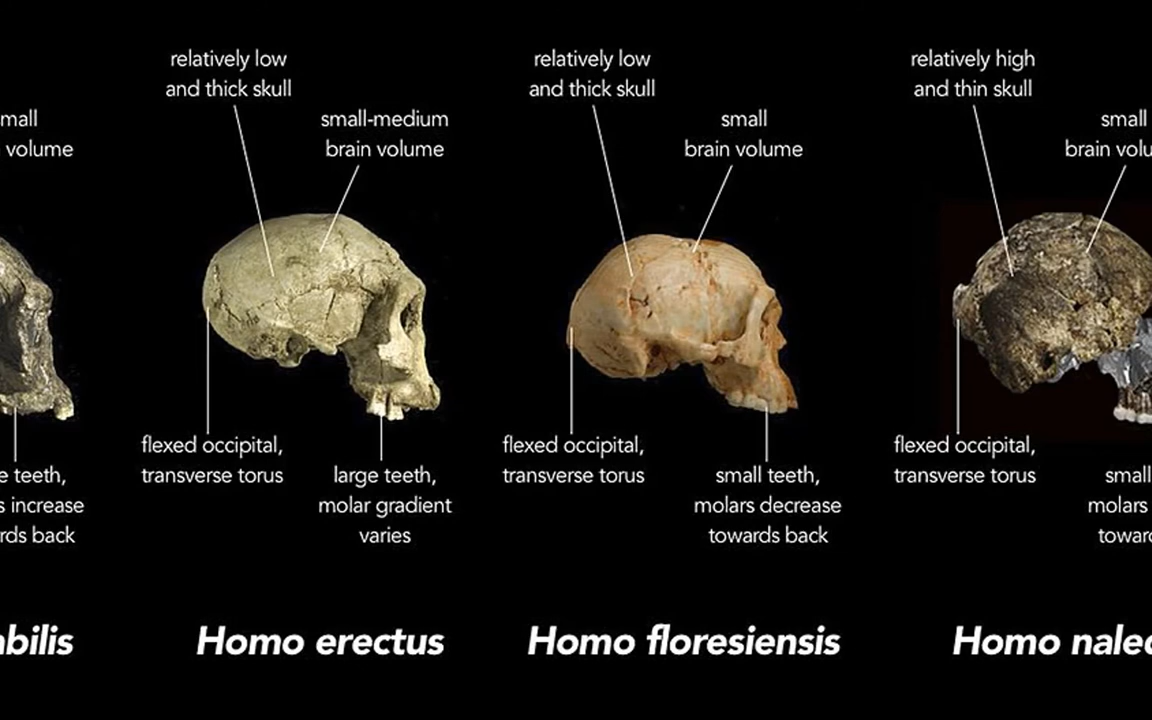 mall
volume
e teeth,
s increase
rds back
abilis
relatively low
and thick skull
small-medium
brain volume
flexed occipital,
transverse torus
large teeth,
molar gradient
varies
Homo erectus
relatively low
and thick skull
small
brain volume
flexed occipital,
transverse torus
small teeth,
molars decrease
towards back
Homo floresiensis
relatively high
and thin skull
small
brain volu
flexed occipital,
transverse torus
small
molars
toward
Homo naled